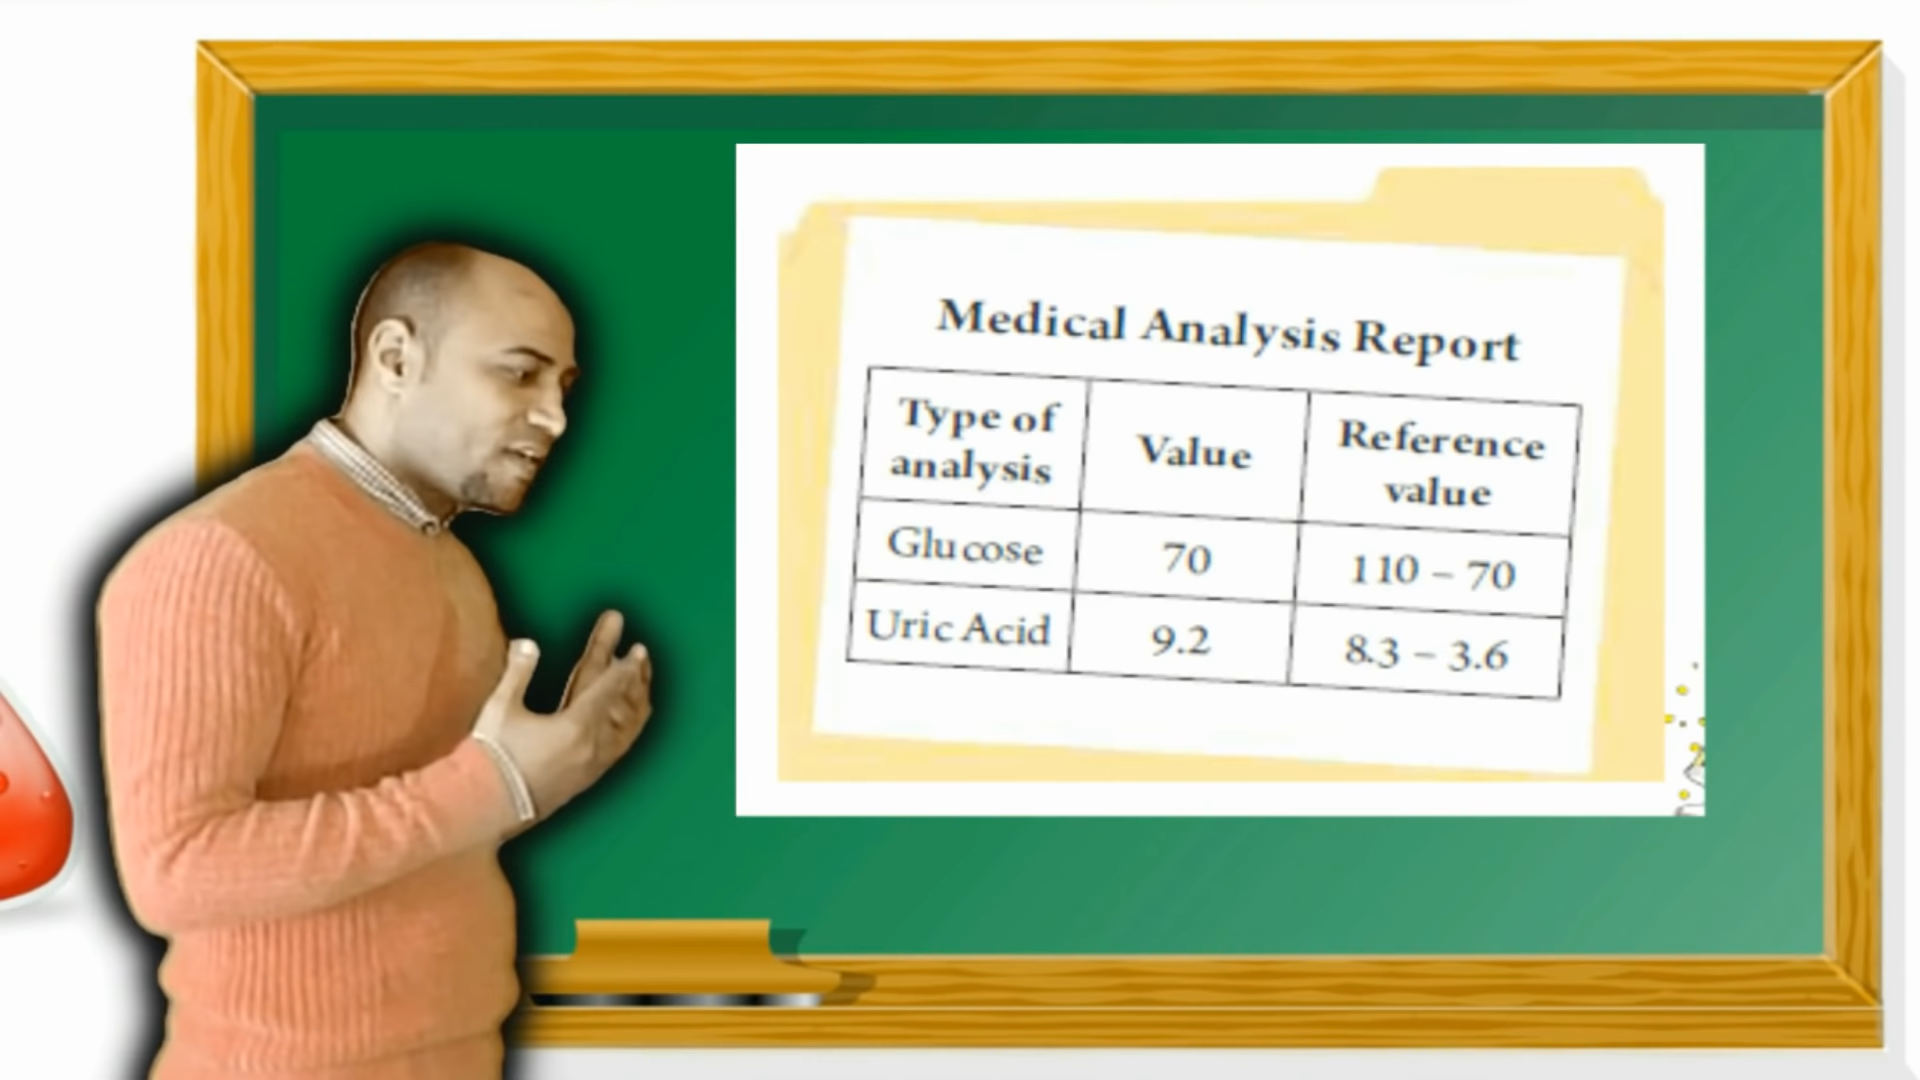 Medical Analysis Report
Type of analysis Value Reference value
Glucose 70 110 – 70
Uric Acid 9.2 8.3 – 3.6